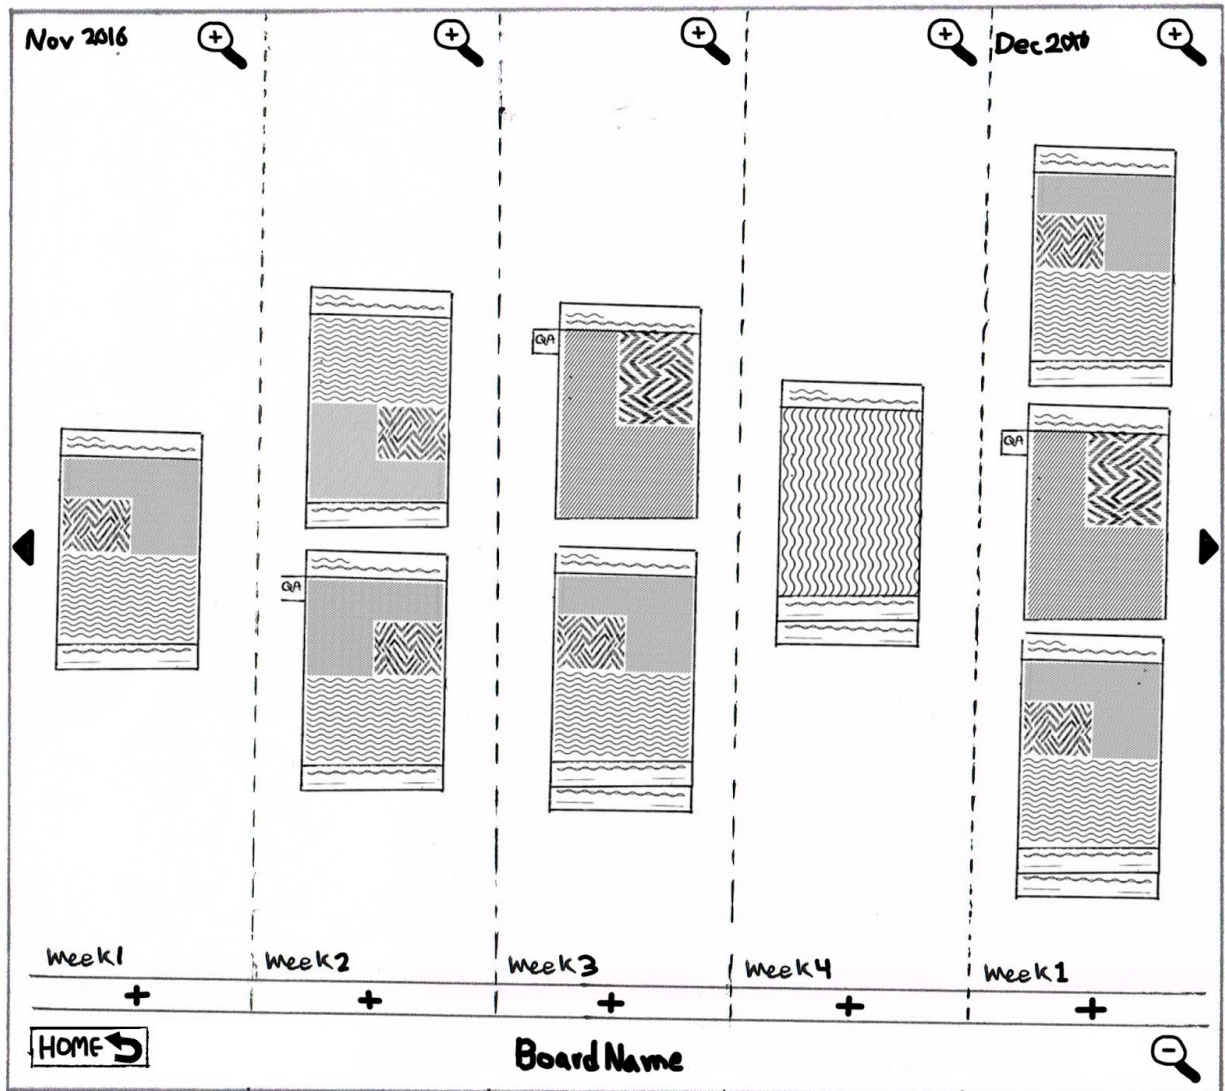 Nov 2016
Dec 2016
QA
QA
QA
week1
week2
week3
week4
week1
+
+
+
+
+
HOME
Board Name